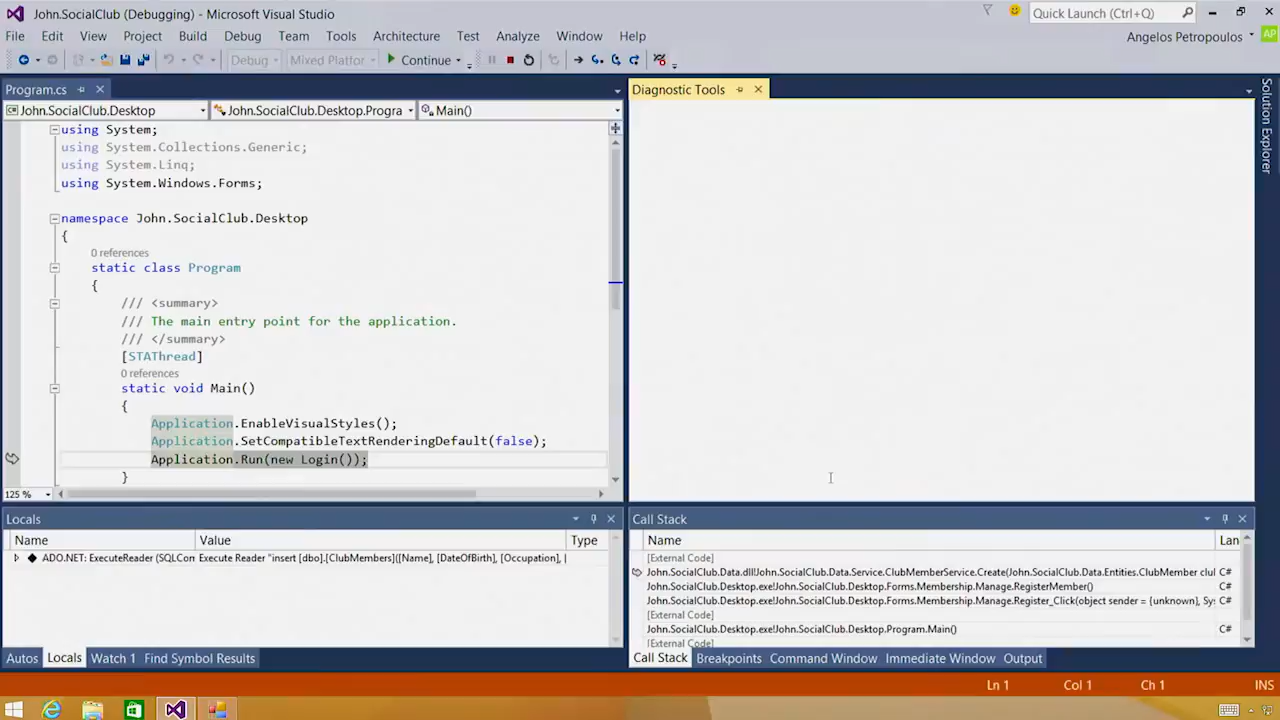 John.SocialClub (Debugging) - Microsoft Visual Studio
Quick Launch (Ctrl+Q)
File Edit View Project Build Debug Team Tools Architecture Test Analyze Window Help
Angelos Petropoulos AP
Debug Mixed Platfor Continue
Program.cs
John.SocialClub.Desktop John.SocialClub.Desktop.Progra Main()
using System;
using System.Collections.Generic;
using System.Linq;
using System.Windows.Forms;
namespace John.SocialClub.Desktop
{
0 references
static class Program
{
/// <summary>
/// The main entry point for the application.
/// </summary>
[STAThread]
0 references
static void Main()
{
Application.EnableVisualStyles();
Application.SetCompatibleTextRenderingDefault(false);
Application.Run(new Login());
}
125 %
Diagnostic Tools
Solution Explorer
Locals
Name Value Type
ADO.NET: ExecuteReader (SQLCon Execute Reader "insert [dbo].[ClubMembers]([Name], [DateOfBirth], [Occupation], [
Autos Locals Watch 1 Find Symbol Results
Call Stack
Name Lan
[External Code]
John.SocialClub.Data.dll!John.SocialClub.Data.Service.ClubMemberService.Create(John.SocialClub.Data.Entities.ClubMember clul C#
John.SocialClub.Desktop.exe!John.SocialClub.Desktop.Forms.Membership.Manage.RegisterMember() C#
John.SocialClub.Desktop.exe!John.SocialClub.Desktop.Forms.Membership.Manage.Register_Click(object sender = {unknown}, Sy: C#
[External Code]
John.SocialClub.Desktop.exe!John.SocialClub.Desktop.Program.Main() C#
[External Code]
Call Stack Breakpoints Command Window Immediate Window Output
Ln 1 Col 1 Ch 1 INS